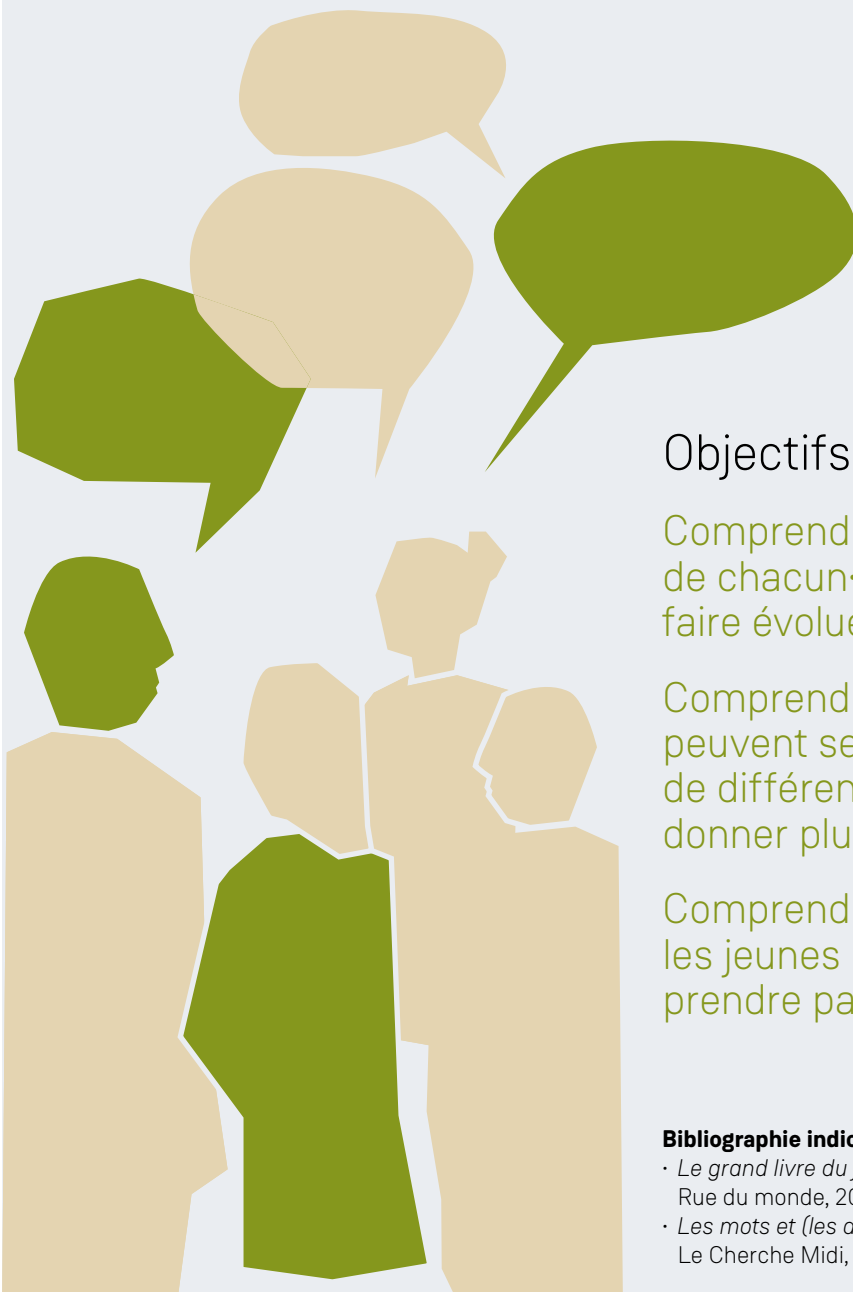 Objectifs
Comprend
de chacun·
faire évolue
Comprend
peuvent se
de différen
donner plu
Comprend
les jeunes
prendre pa
Bibliographie indic
· Le grand livre du
Rue du monde, 20
· Les mots et (les
Le Cherche Midi,